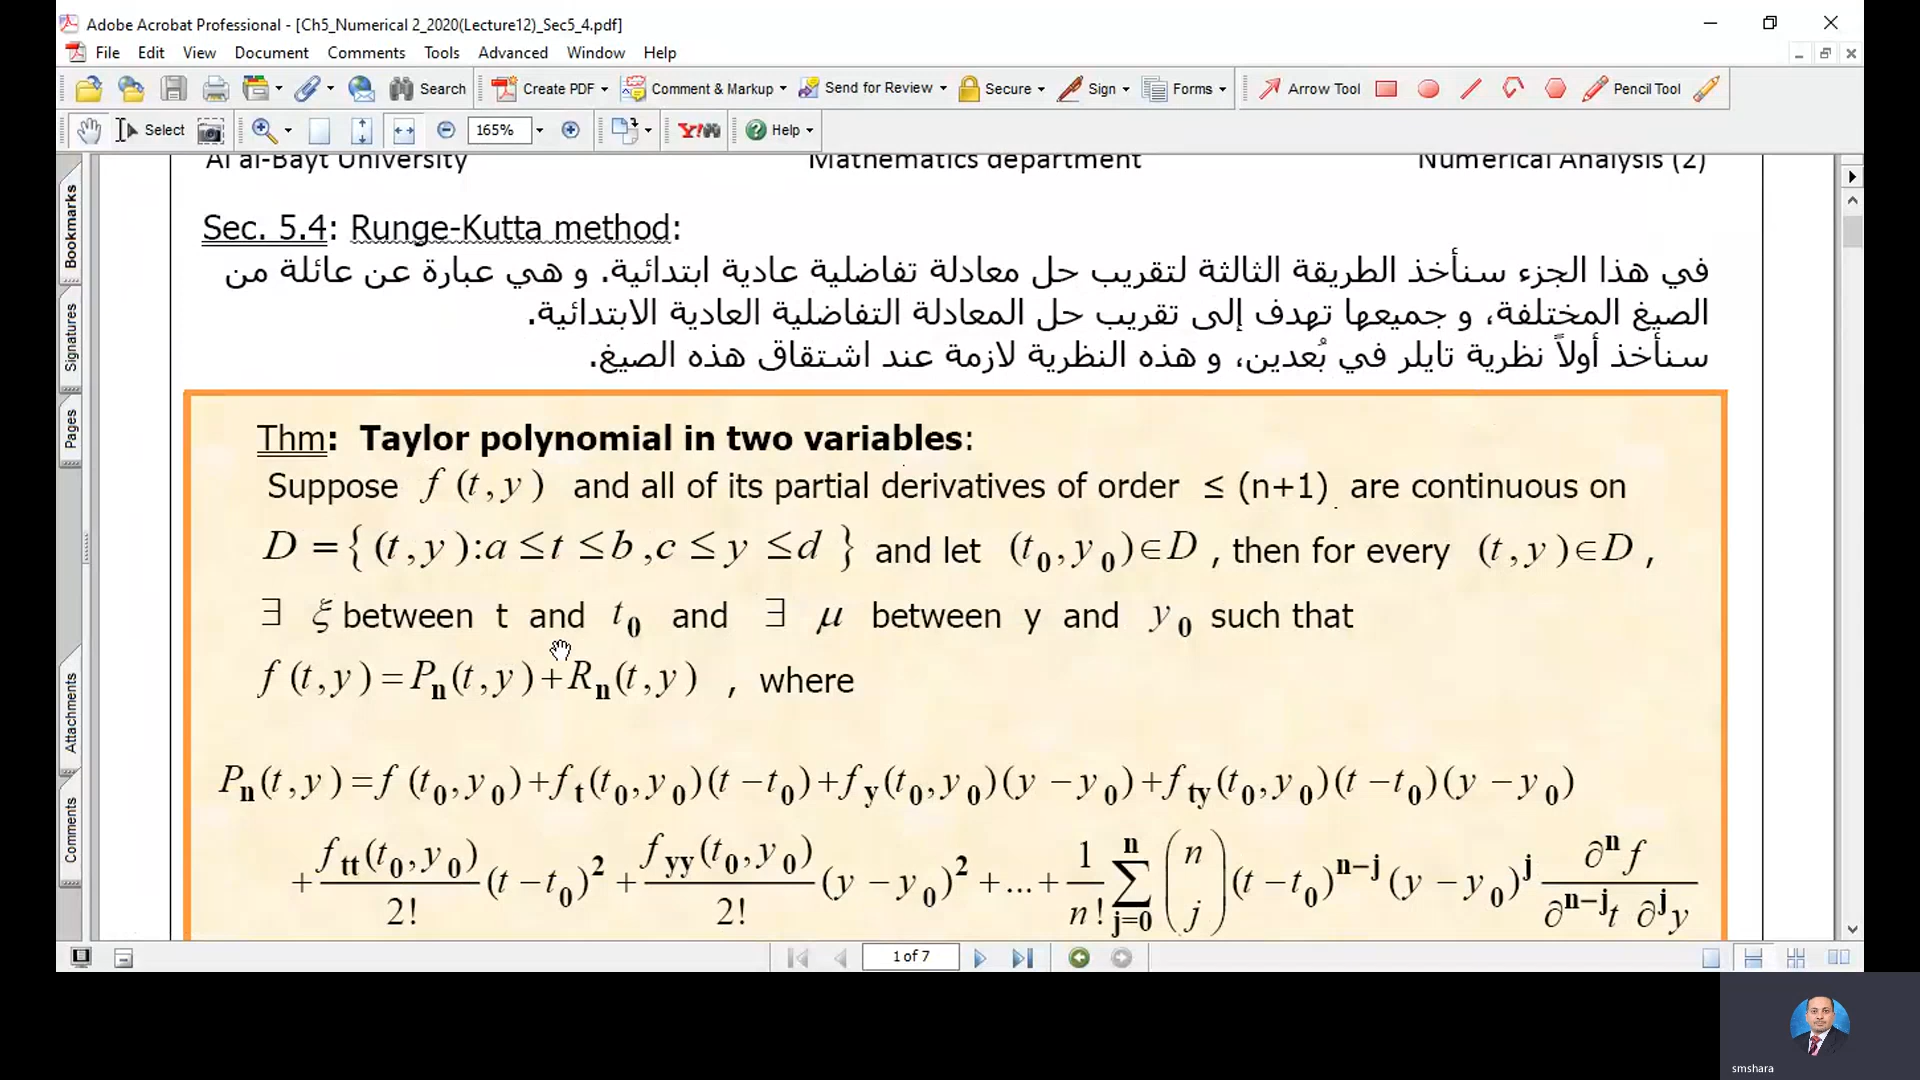 Adobe Acrobat Professional - [Ch5_Numerical 2_2020(Lecture12)_Sec5_4.pdf]
File Edit View Document Comments Tools Advanced Window Help
Search Create PDF Comment & Markup Send for Review Secure Sign Forms Arrow Tool Pencil Tool
Select 165% Y! Help
Bookmarks
Signatures
Pages
Attachments
Comments
Al al-Bayt University Mathematics department Numerical Analysis (2)
Sec. 5.4: Runge-Kutta method:
في هذا الجزء سنأخذ الطريقة الثالثة لتقريب حل معادلة تفاضلية عادية ابتدائية. و هي عبارة عن عائلة من
الصيغ المختلفة، و جميعها تهدف إلى تقريب حل المعادلة التفاضلية العادية الابتدائية.
سنأخذ أولاً نظرية تايلر في بُعدين، و هذه النظرية لازمة عند اشتقاق هذه الصيغ.
Thm: Taylor polynomial in two variables:
Suppose f (t, y) and all of its partial derivatives of order ≤ (n+1) are continuous on
D = { (t, y): a ≤ t ≤ b, c ≤ y ≤ d } and let (t₀, y₀) ∈ D , then for every (t, y) ∈ D ,
∃ ξ between t and t₀ and ∃ μ between y and y₀ such that
f (t, y) = Pₙ(t, y) + Rₙ(t, y) , where
Pₙ(t, y) = f (t₀, y₀) + f_t(t₀, y₀)(t − t₀) + f_y(t₀, y₀)(y − y₀) + f_ty(t₀, y₀)(t − t₀)(y − y₀)
+ f_tt(t₀, y₀)/2! (t − t₀)² + f_yy(t₀, y₀)/2! (y − y₀)² + ... + 1/n! ∑_{j=0}^{n} (n j) (t − t₀)^{n−j} (y − y₀)^j ∂ⁿf / ∂^{n−j}t ∂^j y
1 of 7
smshara